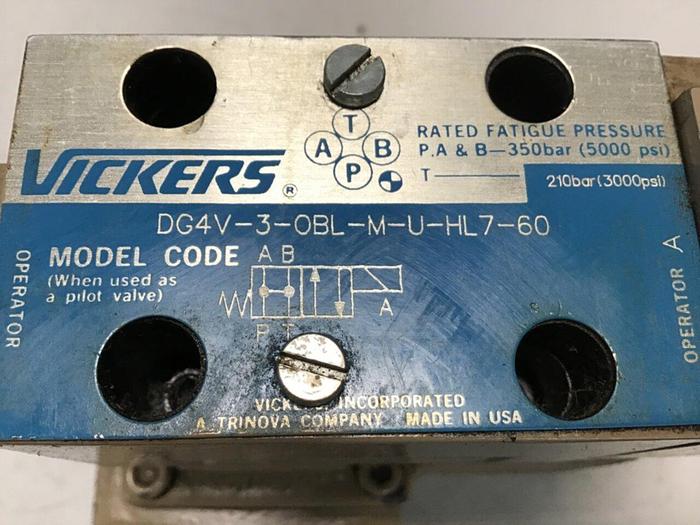 T
A B
P
RATED FATIGUE PRESSURE
P.A & B—350bar (5000 psi)
T 210bar(3000psi)
VICKERS®
DG4V-3-OBL-M-U-HL7-60
MODEL CODE
(When used as
a pilot valve)
A B
A
P T
OPERATOR
OPERATOR A
INCORPORATED
A TRINOVA COMPANY MADE IN USA